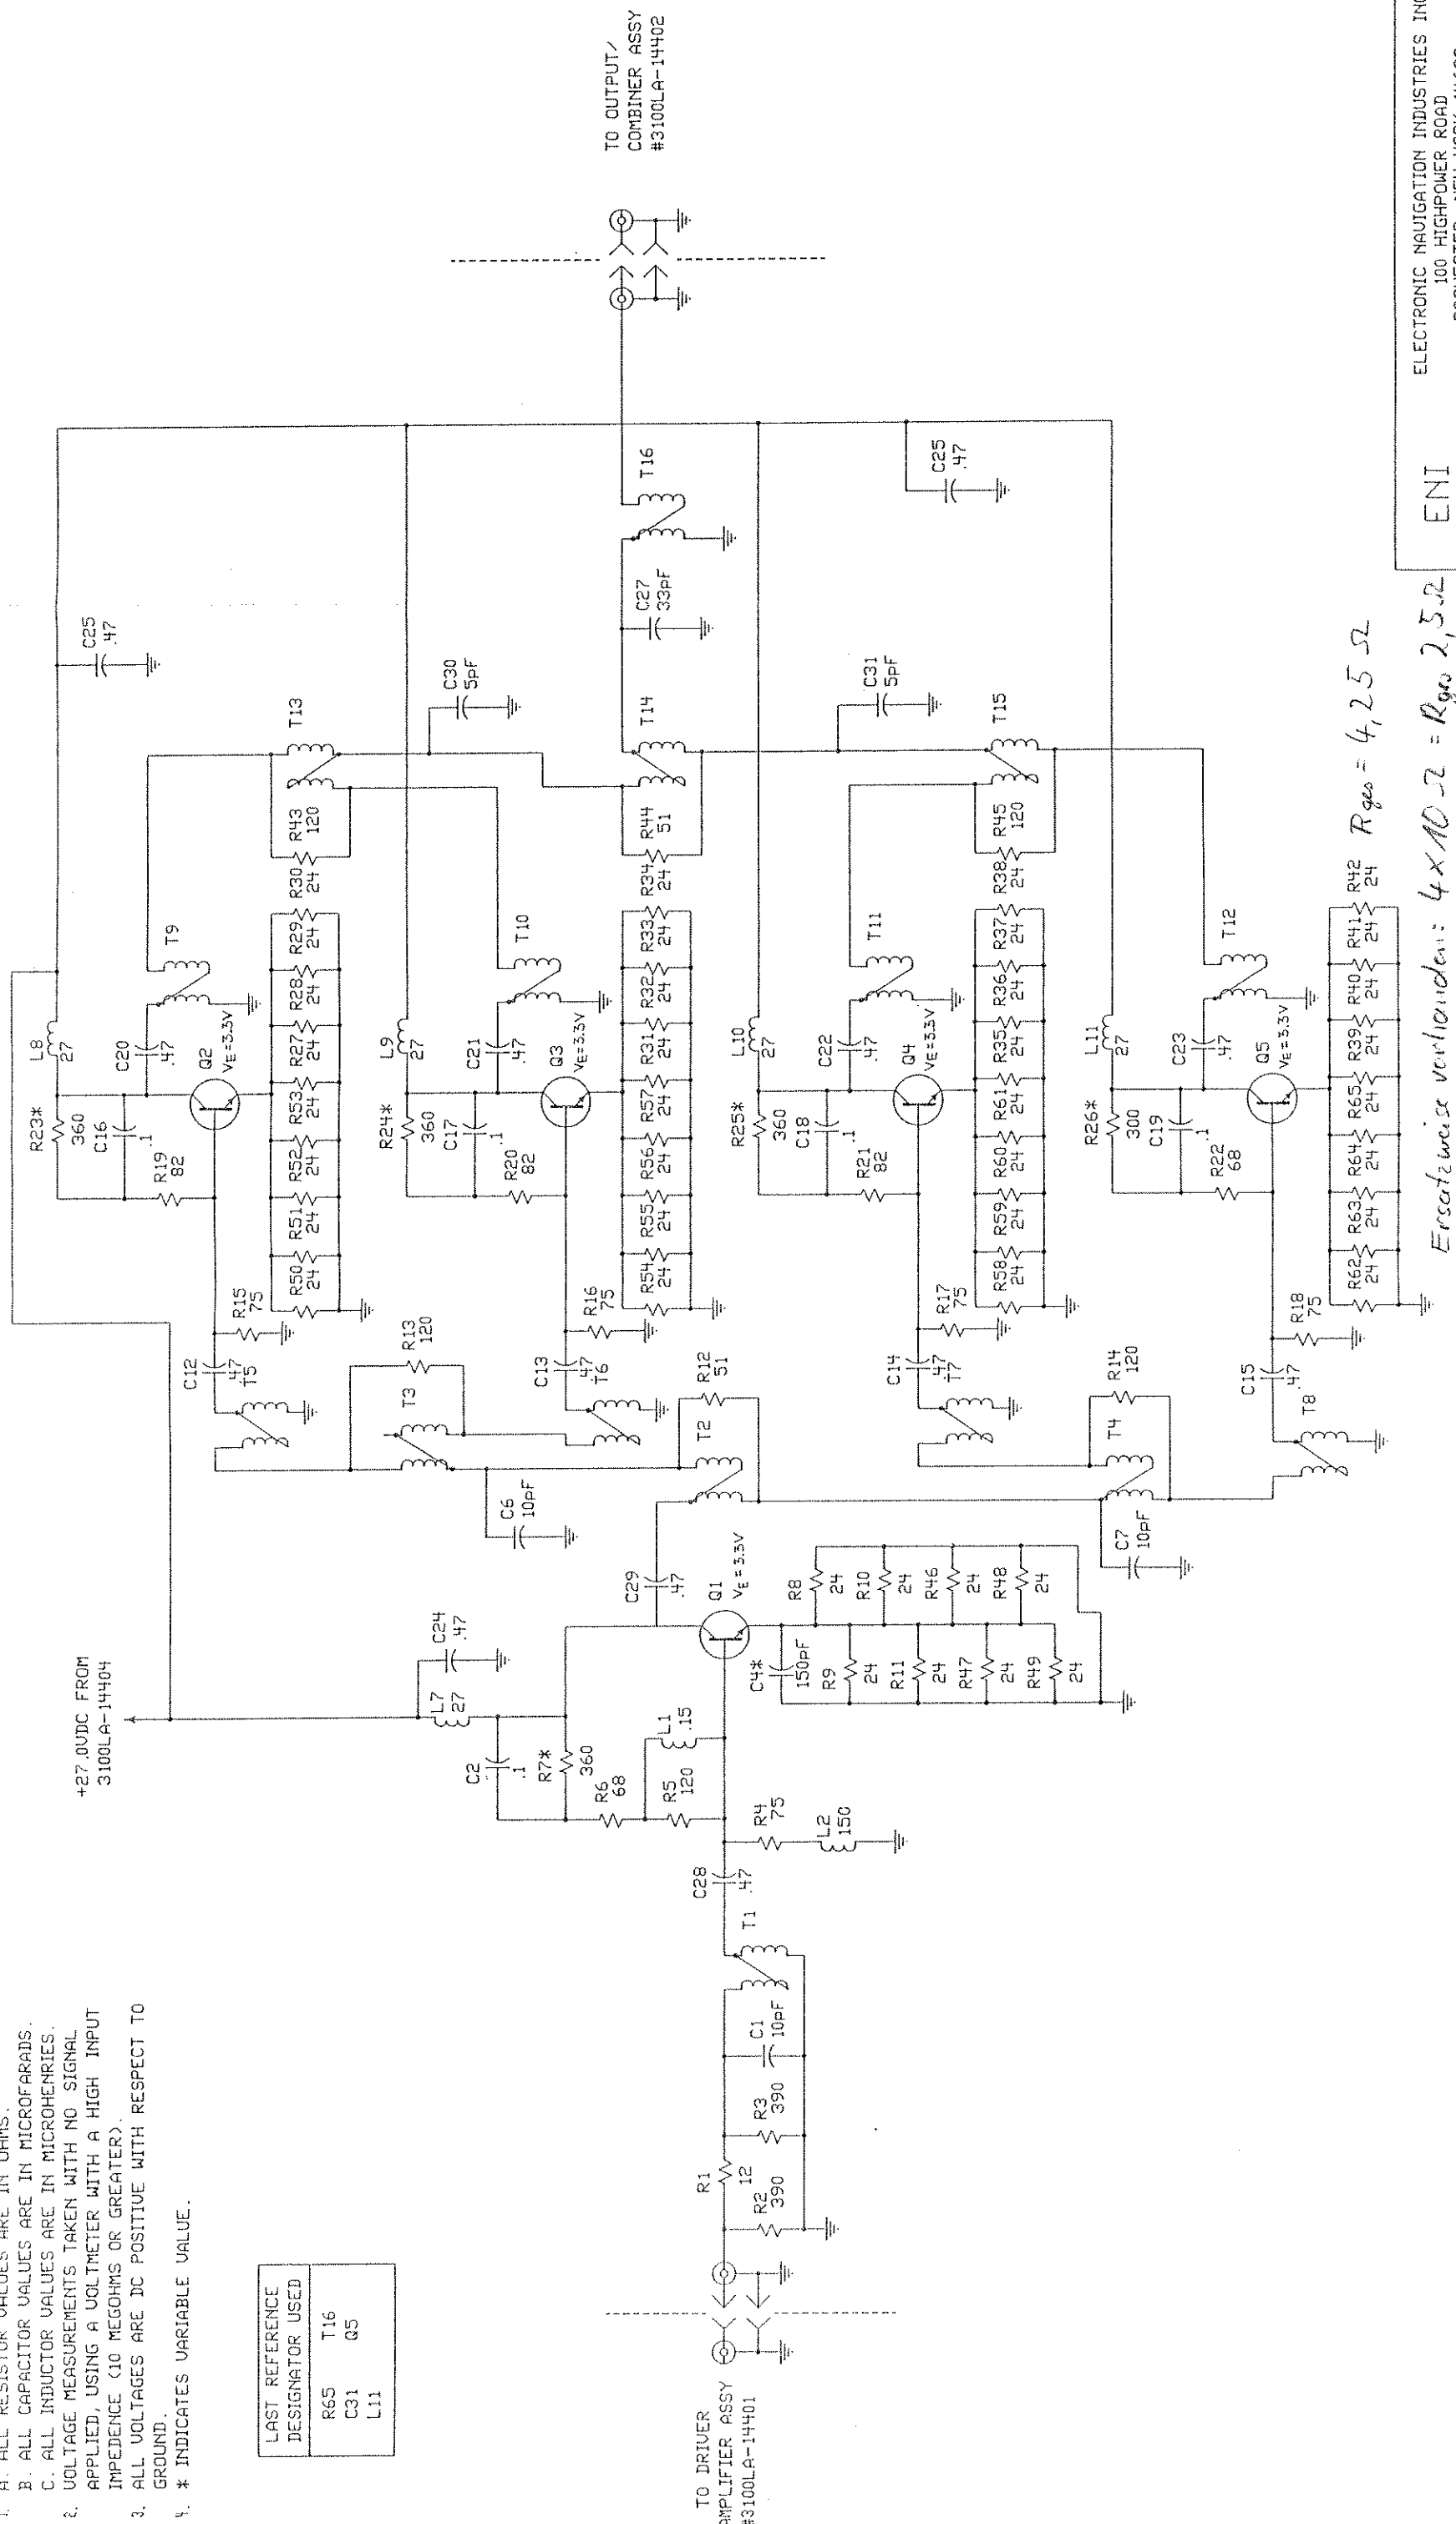 1. A. ALL RESISTOR VALUES ARE IN OHMS.
B. ALL CAPACITOR VALUES ARE IN MICROFARADS.
C. ALL INDUCTOR VALUES ARE IN MICROHENRIES.
2. VOLTAGE MEASUREMENTS TAKEN WITH NO SIGNAL
APPLIED, USING A VOLTMETER WITH A HIGH INPUT
IMPEDENCE (10 MEGOHMS OR GREATER).
3. ALL VOLTAGES ARE DC POSITIVE WITH RESPECT TO
GROUND.
4. * INDICATES VARIABLE VALUE.
LAST REFERENCE
DESIGNATOR USED
R65 T16
C31 Q5
L11
TO DRIVER
AMPLIFIER ASSY
#3100LA-14401
R1
12
R2
390
R3
390
C1
10pF
T1
C28
.47
R4
75
L2
150
R5
120
L1
.15
R6
68
R7*
360
C2
.1
L7
27
C24
.47
+27.0VDC FROM
3100LA-14404
Q1
VE=3.3V
C29
.47
C4*
150pF
R8
24
R9
24
R10
24
R11
24
R46
24
R47
24
R48
24
R49
24
C6
10pF
C7
10pF
T2
R12
51
T3
R13
120
T4
R14
120
C12
.47
T5
R15
75
R19
82
C16
.1
R23*
360
L8
27
C20
.47
Q2
VE=3.3V
T9
R50
24
R51
24
R52
24
R53
24
R27
24
R28
24
R29
24
R30
24
R43
120
T13
C25
.47
C13
.47
T6
R16
75
R20
82
C17
.1
R24*
360
L9
27
C21
.47
Q3
VE=3.3V
T10
R54
24
R55
24
R56
24
R57
24
R31
24
R32
24
R33
24
R34
24
R44
51
T14
C30
5pF
C27
33pF
T16
TO OUTPUT/
COMBINER ASSY
#3100LA-14402
C14
.47
T7
R17
75
R21
82
C18
.1
R25*
360
L10
27
C22
.47
Q4
VE=3.3V
T11
R58
24
R59
24
R60
24
R61
24
R35
24
R36
24
R37
24
R38
24
R45
120
T15
C31
5pF
C25
.47
C15
.47
T8
R18
75
R22
68
C19
.1
R26*
300
L11
27
C23
.47
Q5
VE=3.3V
T12
R62
24
R63
24
R64
24
R65
24
R39
24
R40
24
R41
24
R42
24
Rges = 4,25 Ω
Ersatzweise vorhanden: 4 x 10 Ω = Rges 2,5 Ω
ENI
ELECTRONIC NAVIGATION INDUSTRIES INC
100 HIGHPOWER ROAD